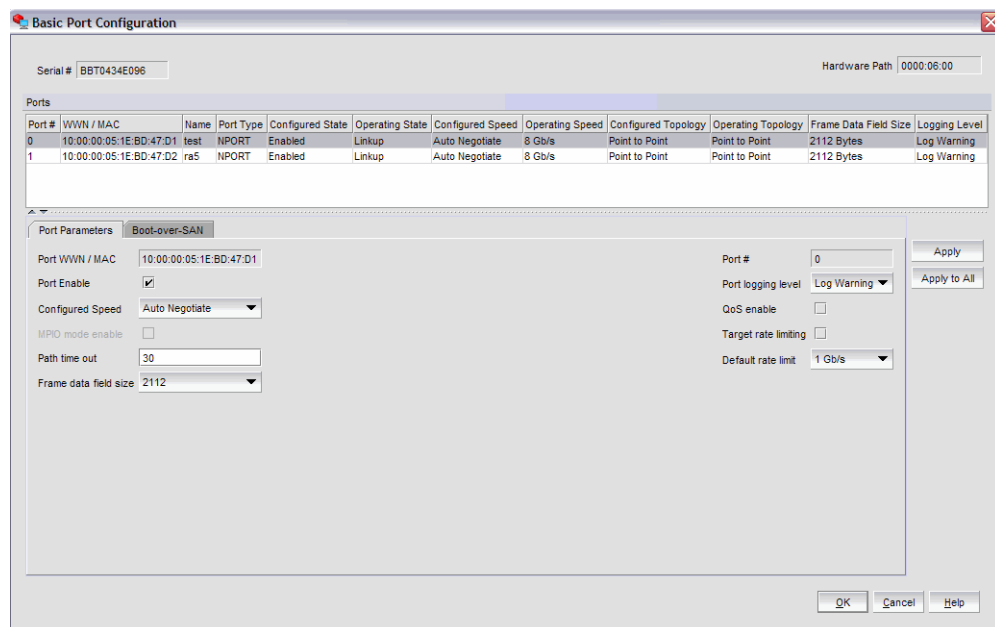 Basic Port Configuration
Serial # BBT0434E096
Hardware Path 0000:06:00
Ports
Port # WWN / MAC Name Port Type Configured State Operating State Configured Speed Operating Speed Configured Topology Operating Topology Frame Data Field Size Logging Level
0 10:00:00:05:1E:BD:47:D1 test NPORT Enabled Linkup Auto Negotiate 8 Gb/s Point to Point Point to Point 2112 Bytes Log Warning
1 10:00:00:05:1E:BD:47:D2 ra5 NPORT Enabled Linkup Auto Negotiate 8 Gb/s Point to Point Point to Point 2112 Bytes Log Warning
Port Parameters Boot-over-SAN
Port WWN / MAC 10:00:00:05:1E:BD:47:D1 Port # 0
Port Enable Port logging level Log Warning
Configured Speed Auto Negotiate QoS enable
MPIO mode enable Target rate limiting
Path time out 30 Default rate limit 1 Gb/s
Frame data field size 2112
Apply
Apply to All
OK Cancel Help